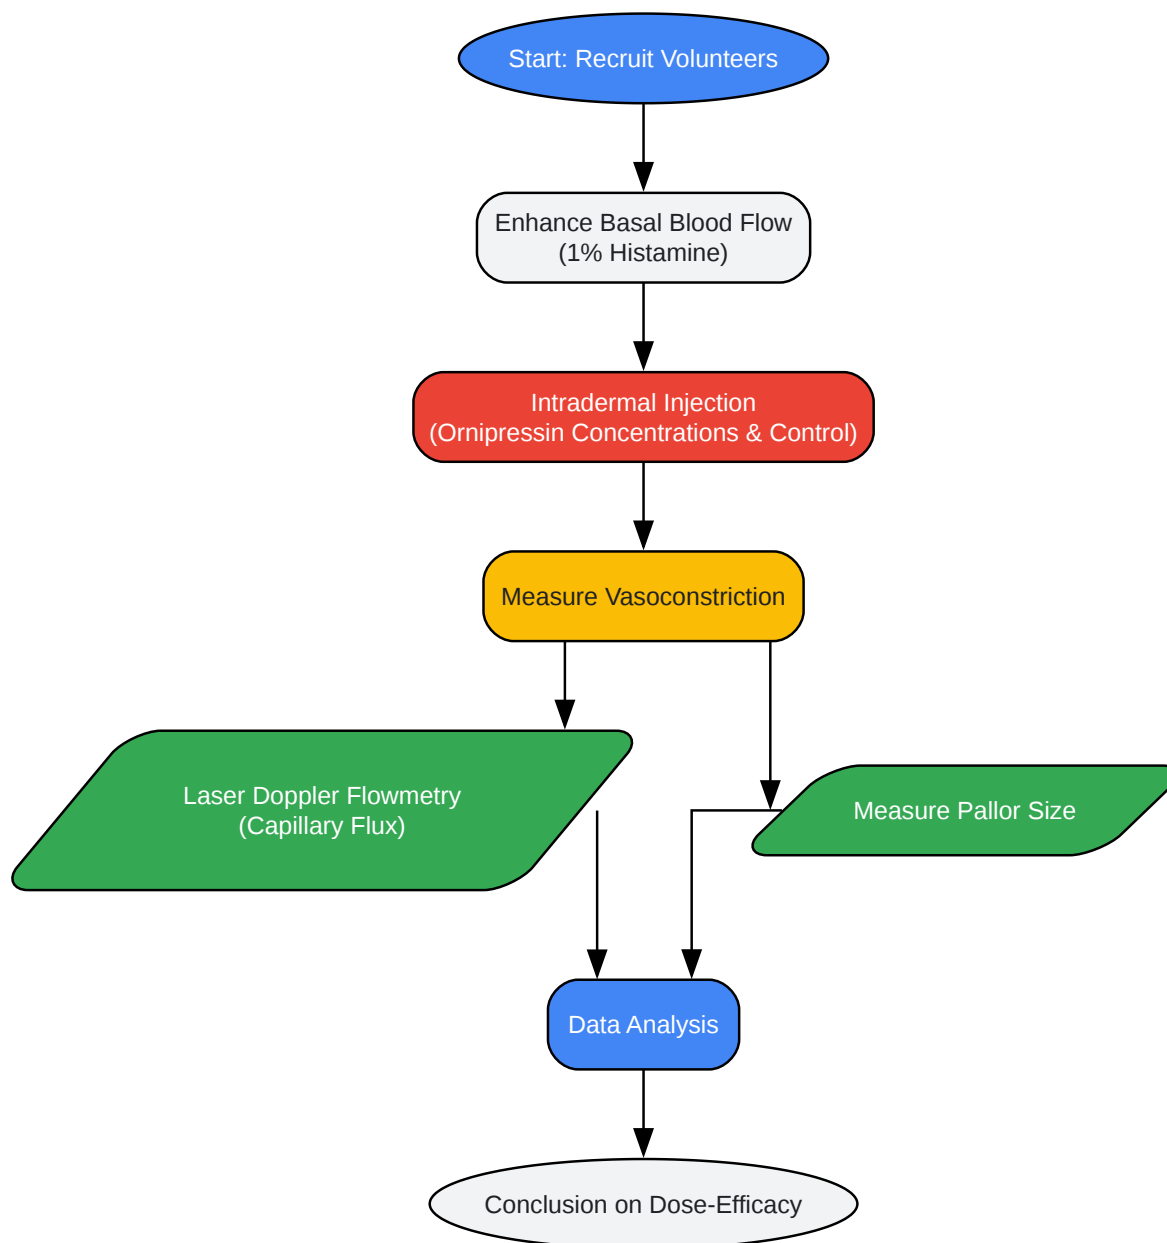 Start: Recruit Volunteers
Enhance Basal Blood Flow
(1% Histamine)
Intradermal Injection
(Ornipressin Concentrations & Control)
Measure Vasoconstriction
Laser Doppler Flowmetry
(Capillary Flux)
Measure Pallor Size
Data Analysis
Conclusion on Dose-Efficacy